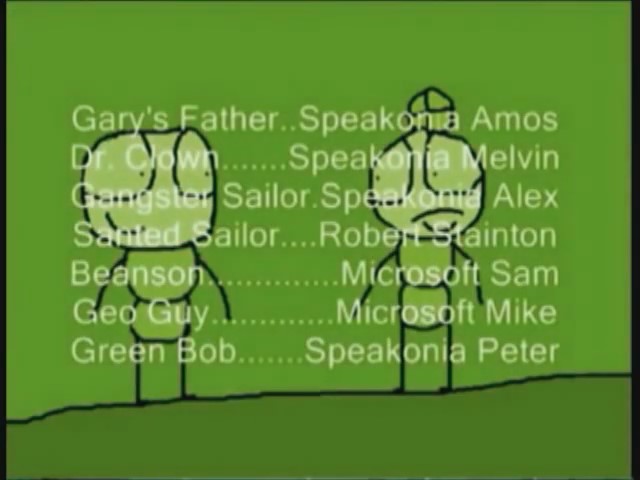 Gary's Father..Speakonia Amos
Dr. Clown.......Speakonia Melvin
Gangster Sailor.Speakonia Alex
Santed Sailor....Robert Stainton
Beanson..............Microsoft Sam
Geo Guy.............Microsoft Mike
Green Bob.......Speakonia Peter